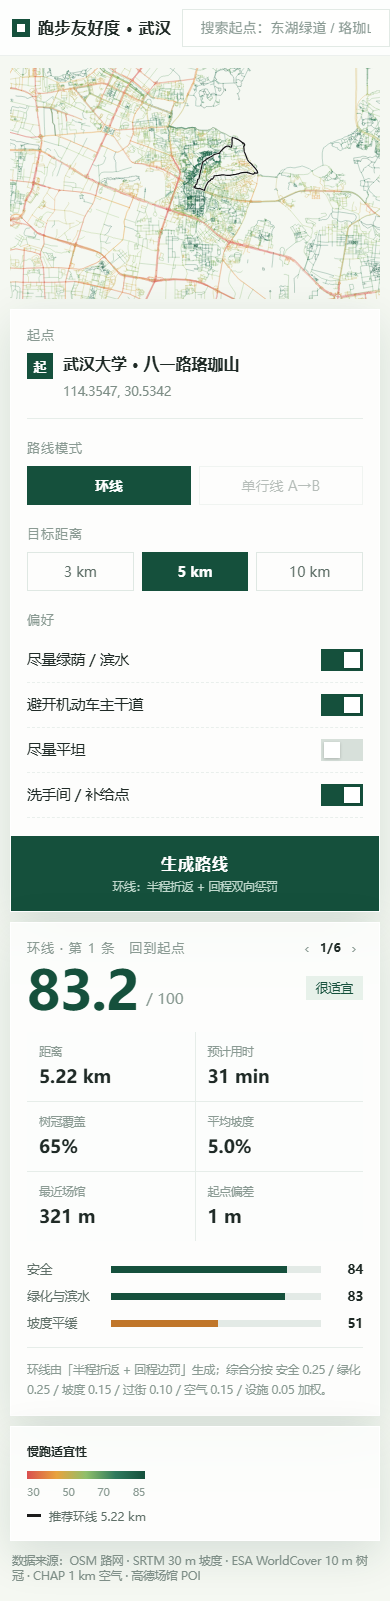 跑步友好度 • 武汉
搜索起点：东湖绿道 / 珞珈
起点
起
武汉大学 • 八一路珞珈山
114.3547, 30.5342
路线模式
环线
单行线 A→B
目标距离
3 km
5 km
10 km
偏好
尽量绿荫 / 滨水
避开机动车主干道
尽量平坦
洗手间 / 补给点
生成路线
环线：半程折返 + 回程双向惩罚
环线 · 第 1 条 回到起点
‹ 1/6 ›
83.2 / 100
很适宜
距离
5.22 km
预计用时
31 min
树冠覆盖
65%
平均坡度
5.0%
最近场馆
321 m
起点偏差
1 m
安全 84
绿化与滨水 83
坡度平缓 51
环线由「半程折返 + 回程边罚」生成；综合分按 安全 0.25 / 绿化
0.25 / 坡度 0.15 / 过街 0.10 / 空气 0.15 / 设施 0.05 加权。
慢跑适宜性
30 50 70 85
推荐环线 5.22 km
数据来源：OSM 路网 · SRTM 30 m 坡度 · ESA WorldCover 10 m 树
冠 · CHAP 1 km 空气 · 高德场馆 POI